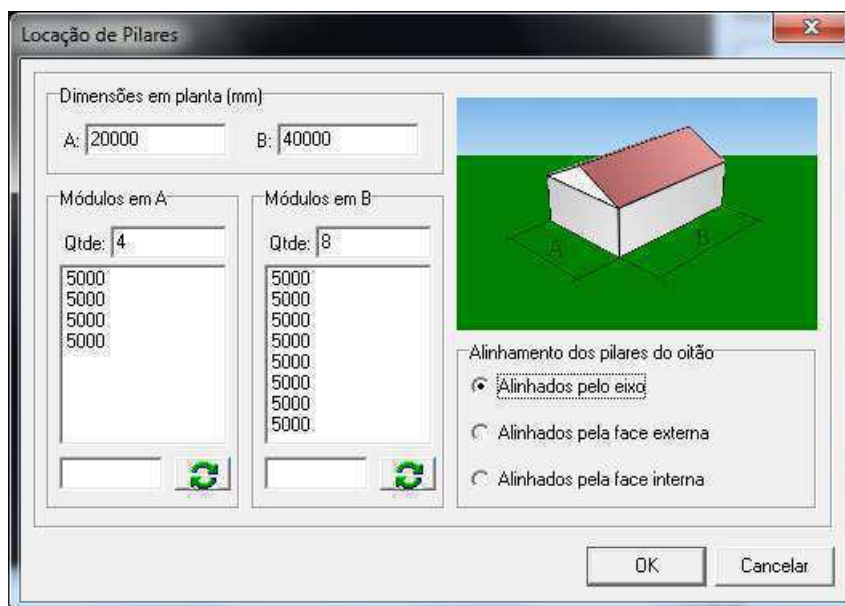 Locação de Pilares
Dimensões em planta (mm)
A: 20000
B: 40000
Módulos em A
Qtde: 4
5000
5000
5000
5000
Módulos em B
Qtde: 8
5000
5000
5000
5000
5000
5000
5000
5000
A
B
Alinhamento dos pilares do oitão
Alinhados pelo eixo
Alinhados pela face externa
Alinhados pela face interna
OK
Cancelar